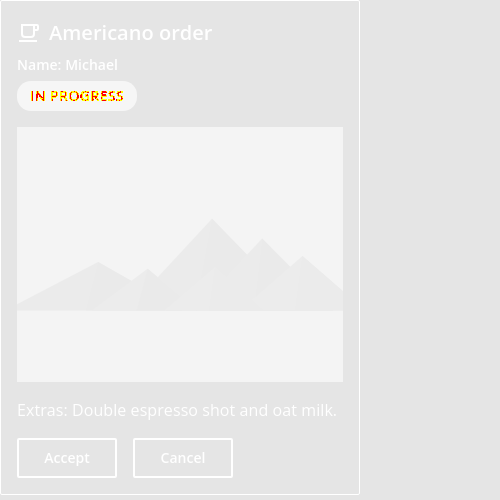 Americano order
Name: Michael
IN PROGRESS
Extras: Double espresso shot and oat milk.
Accept
Cancel